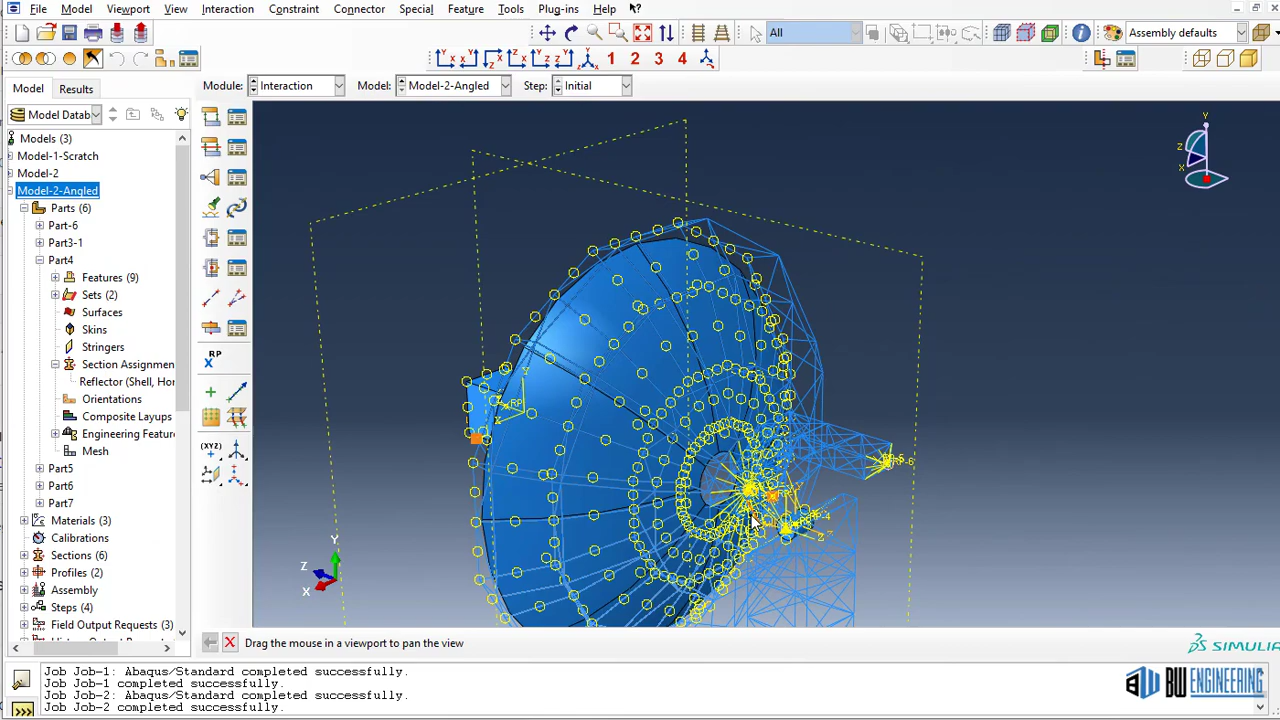 File Model Viewport View Interaction Constraint Connector Special Feature Tools Plug-ins Help
All Assembly defaults
1 2 3 4
Model Results Module: Interaction Model: Model-2-Angled Step: Initial
Model Datab
Models (3)
Model-1-Scratch
Model-2
Model-2-Angled
Parts (6)
Part-6
Part3-1
Part4
Features (9)
Sets (2)
Surfaces
Skins
Stringers
Section Assignmen
Reflector (Shell, Hor
Orientations
Composite Layups
Engineering Feature
Mesh
Part5
Part6
Part7
Materials (3)
Calibrations
Sections (6)
Profiles (2)
Assembly
Steps (4)
Field Output Requests (3)
RP
(XYZ)
Y
Z
X
Y
Z
X
Drag the mouse in a viewport to pan the view
SIMULIA
Job Job-1: Abaqus/Standard completed successfully.
Job Job-1 completed successfully.
Job Job-2: Abaqus/Standard completed successfully.
Job Job-2 completed successfully.
BW ENGINEERING